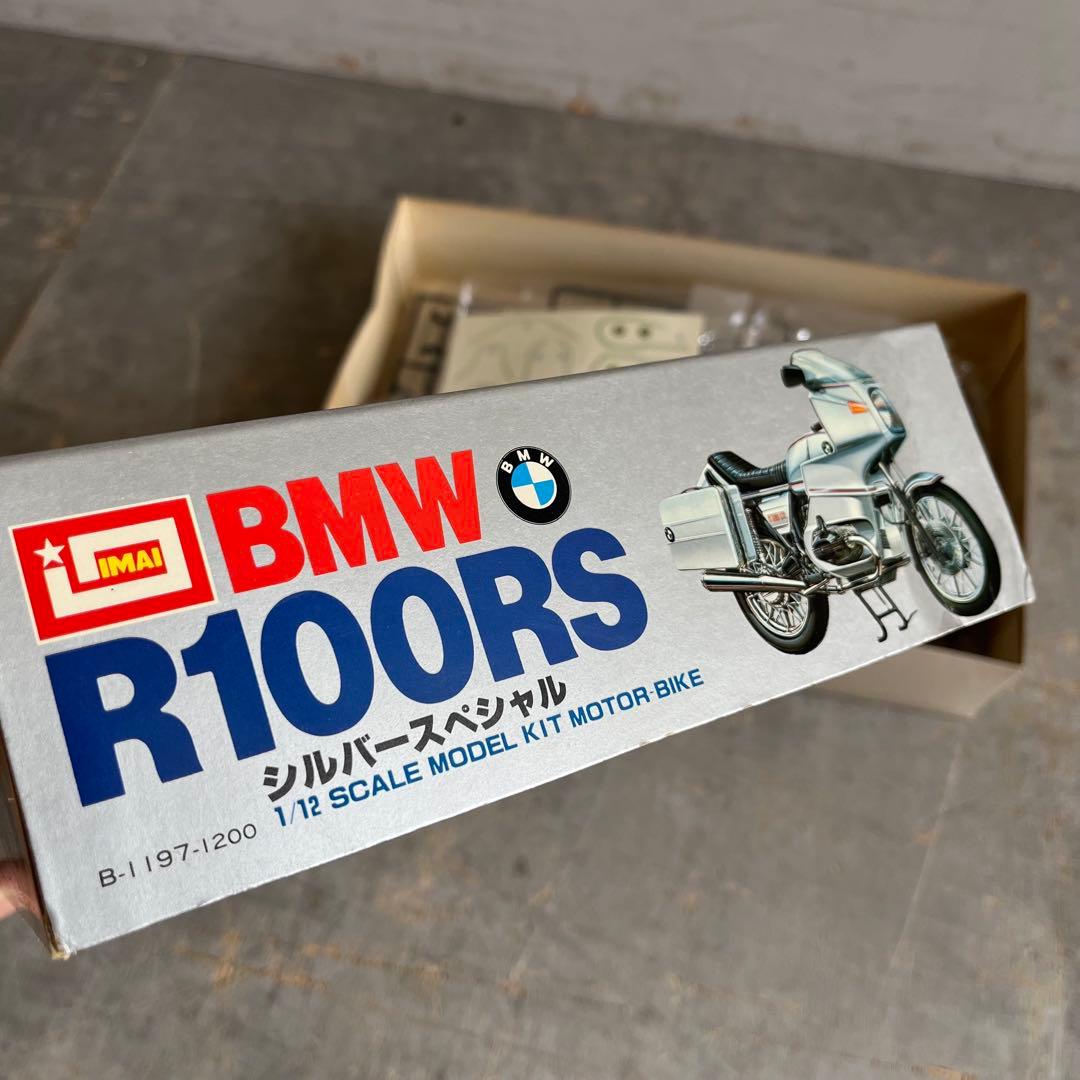 IMAI
BMW
BMW
R100RS
シルバースペシャル
1/12 SCALE MODEL KIT MOTOR-BIKE
B-1197-1200